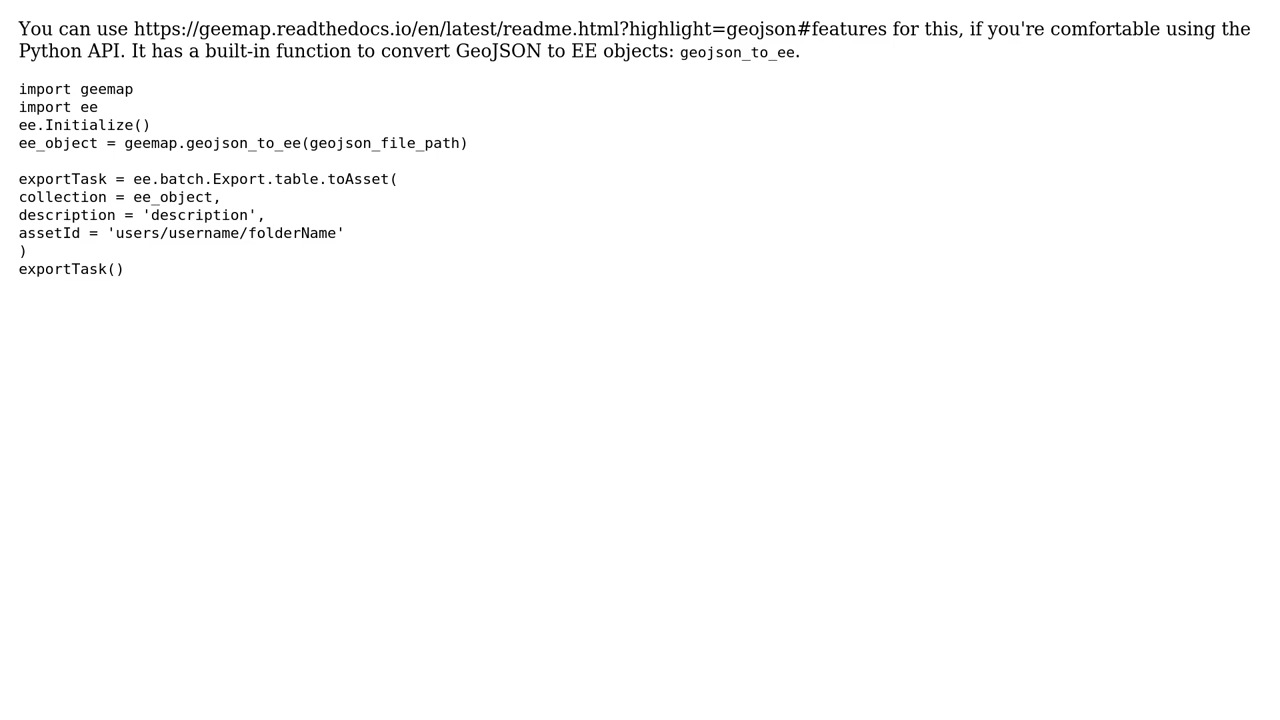 You can use https://geemap.readthedocs.io/en/latest/readme.html?highlight=geojson#features for this, if you're comfortable using the
Python API. It has a built-in function to convert GeoJSON to EE objects: geojson_to_ee.
import geemap
import ee
ee.Initialize()
ee_object = geemap.geojson_to_ee(geojson_file_path)
exportTask = ee.batch.Export.table.toAsset(
collection = ee_object,
description = 'description',
assetId = 'users/username/folderName'
)
exportTask()